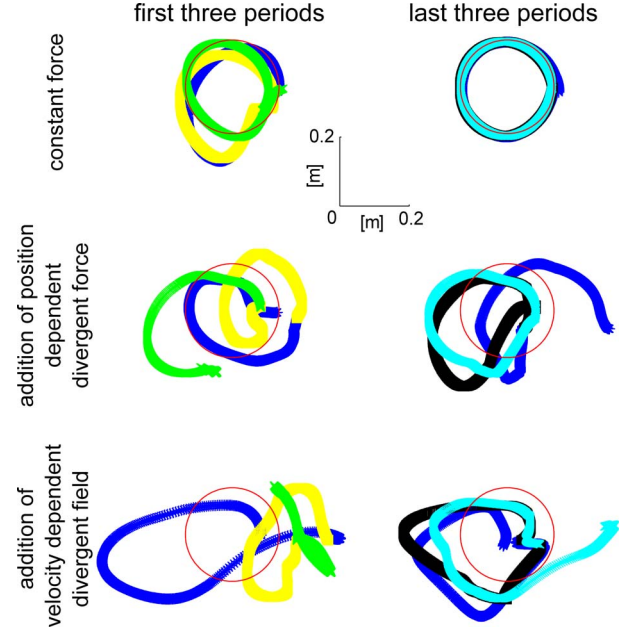 first three periods
last three periods
constant force
0.2
[m]
0
[m]
0.2
addition of position
dependent
divergent force
addition of
velocity dependent
divergent field